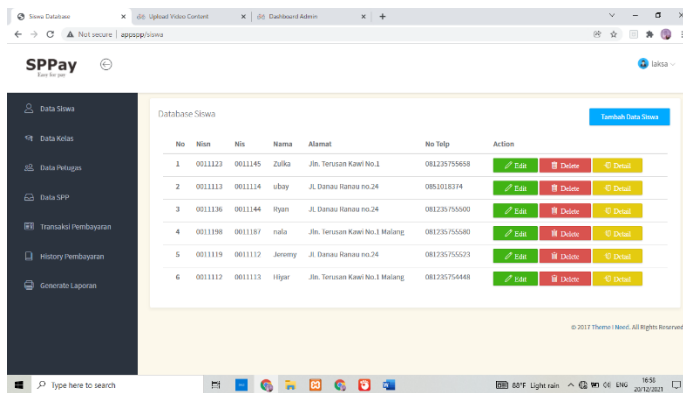 Siswa Database
Upload Video Content
Dashboard Admin
Not secure | appspp/siswa
SPPay
Easy for pay
laksa
Data Siswa
Data Kelas
Data Petugas
Data SPP
Transaksi Pembayaran
History Pembayaran
Generate Laporan
Database Siswa
Tambah Data Siswa
No Nisn Nis Nama Alamat No Telp Action
1 0011123 0011145 Zulka Jln. Terusan Kawi No.1 081235755658 Edit Delete Detail
2 0011113 0011114 ubay JL Danau Ranau no.24 0851018374 Edit Delete Detail
3 0011136 0011144 Ryan JL Danau Ranau no.24 081235755500 Edit Delete Detail
4 0011198 0011187 nala Jln. Terusan Kawi No.1 Malang 081235755580 Edit Delete Detail
5 0011119 0011112 Jeremy JL Danau Ranau no.24 081235755523 Edit Delete Detail
6 0011112 0011113 Hiyar Jln. Terusan Kawi No.1 Malang 081235754448 Edit Delete Detail
© 2017 Theme I Need. All Rights Reserved
Type here to search
88°F Light rain
ENG
16:56
20/12/2021